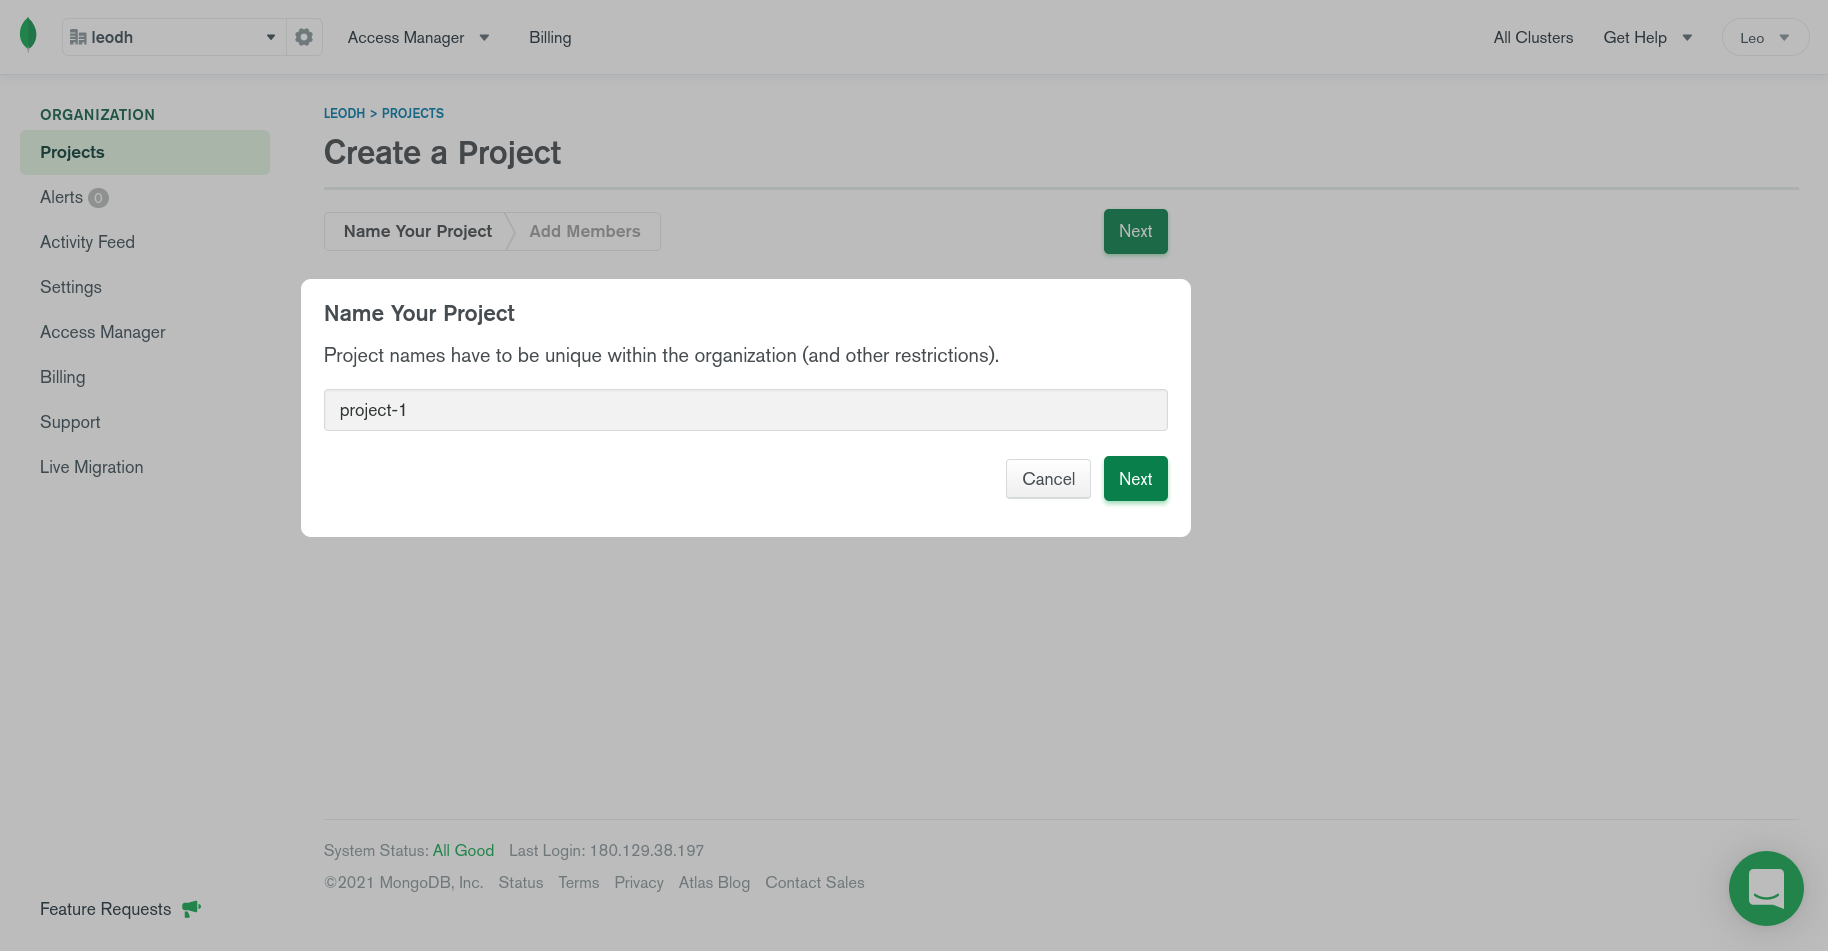 leodh
Access Manager
Billing
All Clusters
Get Help
Leo
ORGANIZATION
Projects
Alerts 0
Activity Feed
Settings
Access Manager
Billing
Support
Live Migration
Feature Requests
LEODH > PROJECTS
Create a Project
Name Your Project
Add Members
Next
Name Your Project
Project names have to be unique within the organization (and other restrictions).
project-1
Cancel
Next
System Status: All Good Last Login: 180.129.38.197
©2021 MongoDB, Inc. Status Terms Privacy Atlas Blog Contact Sales